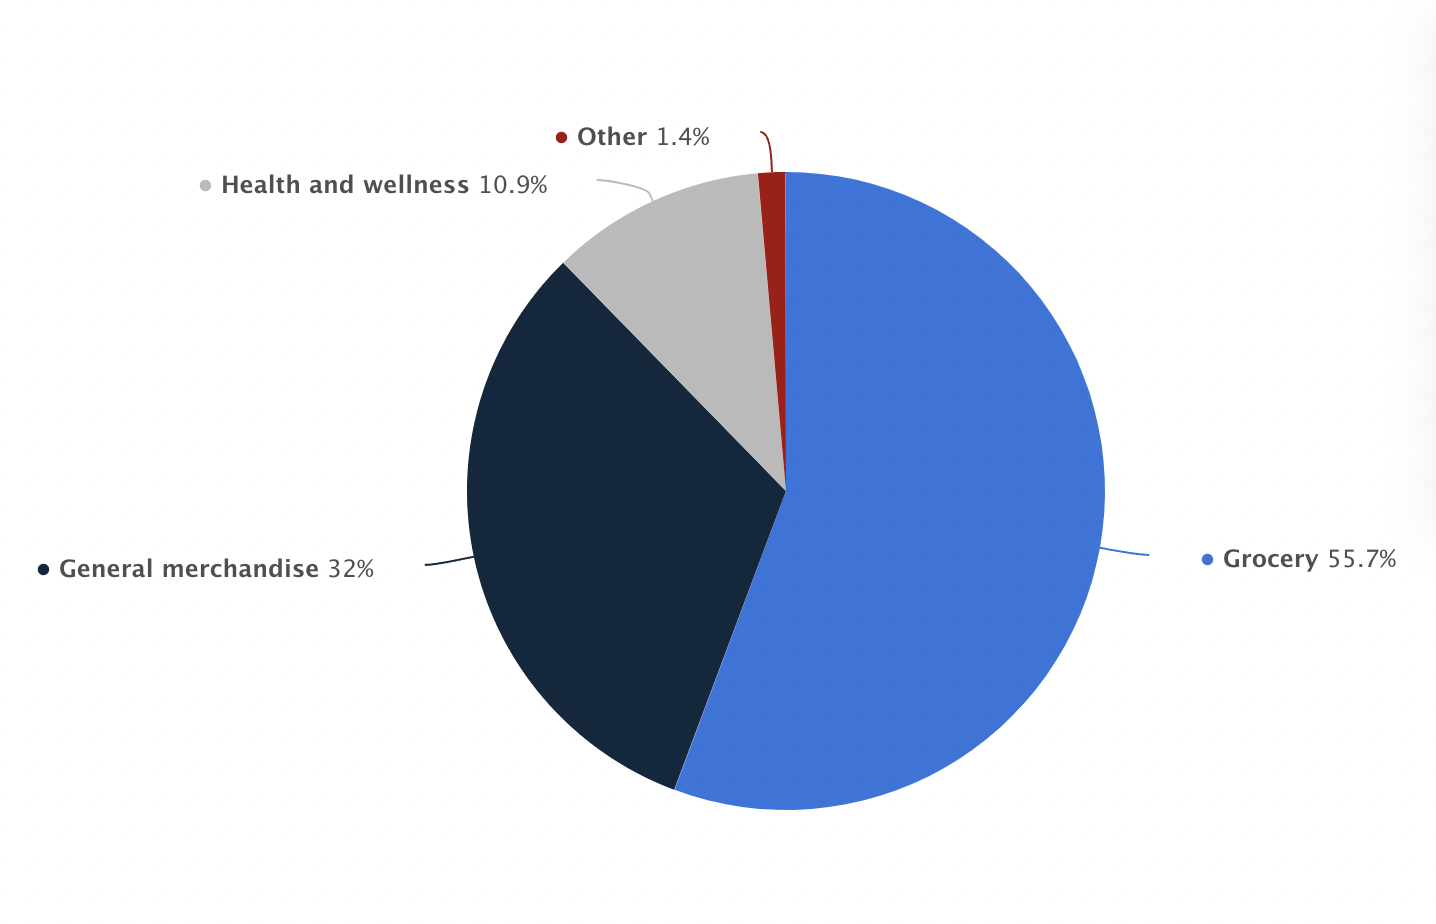 Other 1.4%
Health and wellness 10.9%
Grocery 55.7%
General merchandise 32%